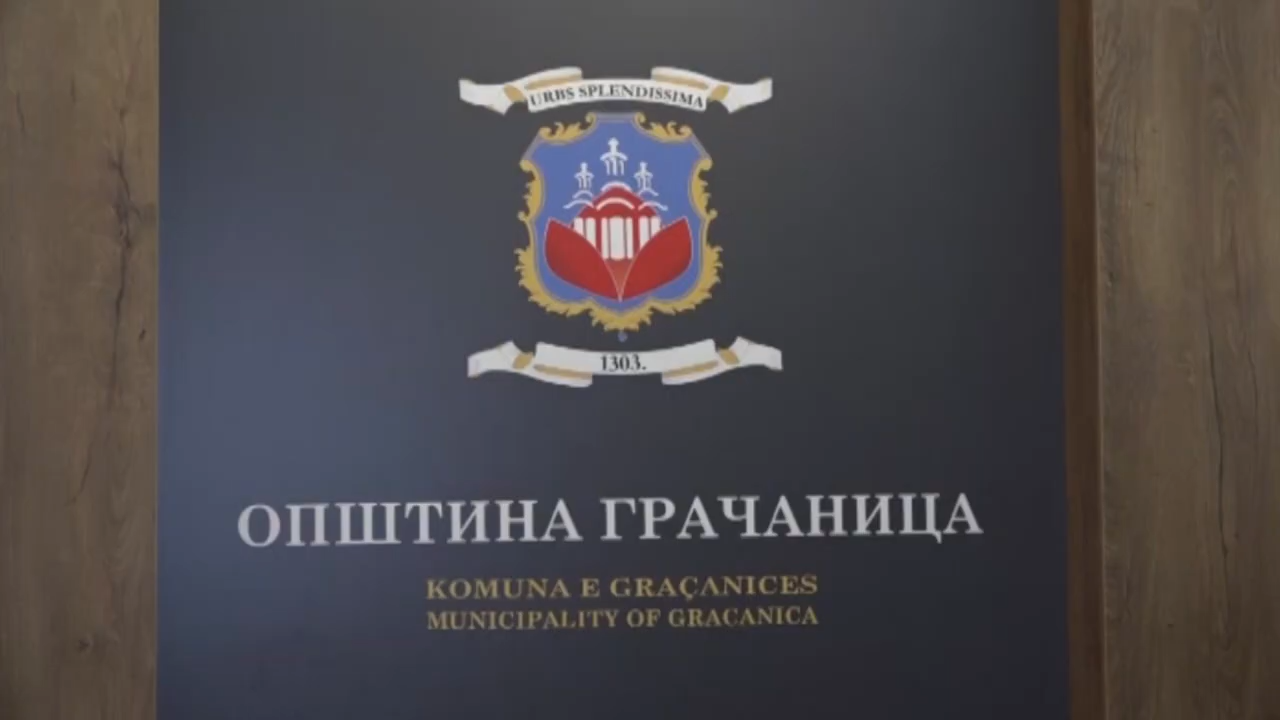 URBS SPLENDISSIMA
1303.
ОПШТИНА ГРАЧАНИЦА
KOMUNA E GRAÇANICES
MUNICIPALITY OF GRACANICA